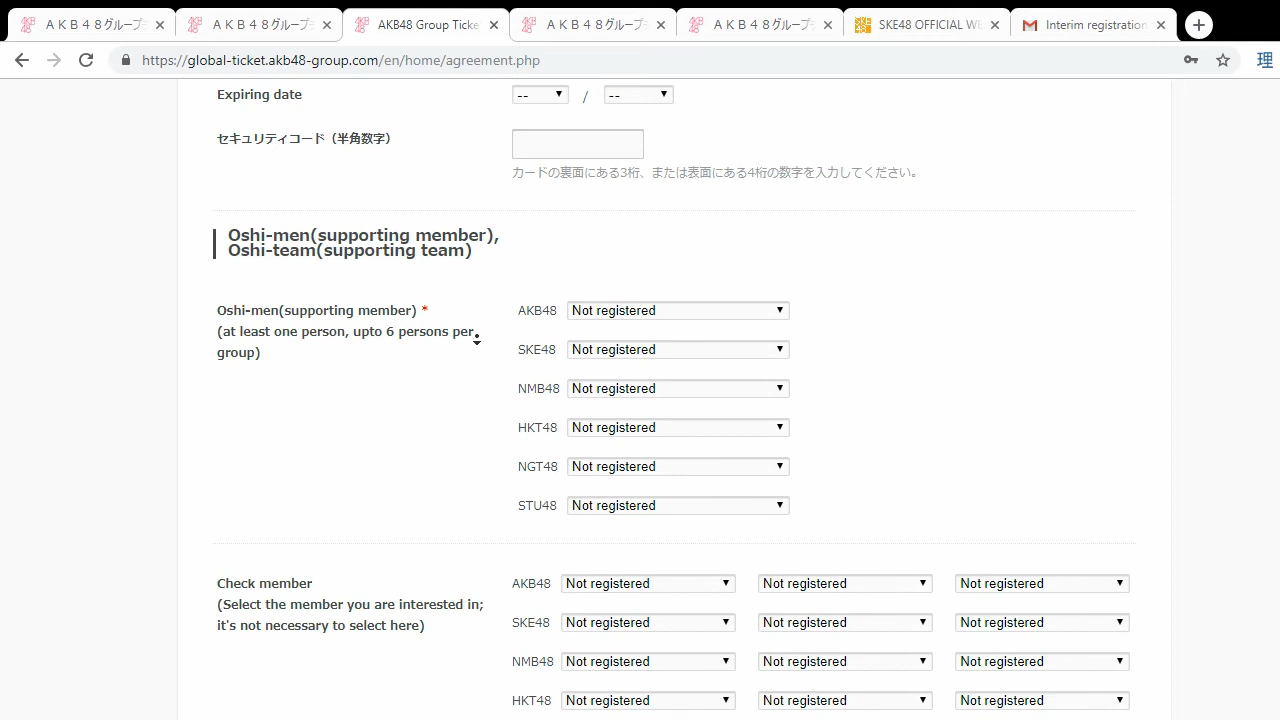 ＡＫＢ４８グループ
ＡＫＢ４８グループ
AKB48 Group Ticke
ＡＫＢ４８グループ
ＡＫＢ４８グループ
SKE48 OFFICIAL WE
Interim registration
https://global-ticket.akb48-group.com/en/home/agreement.php
理
Expiring date
-- / --
セキュリティコード（半角数字）
カードの裏面にある3桁、または表面にある4桁の数字を入力してください。
Oshi-men(supporting member),
Oshi-team(supporting team)
Oshi-men(supporting member) *
(at least one person, upto 6 persons per
group)
AKB48 Not registered
SKE48 Not registered
NMB48 Not registered
HKT48 Not registered
NGT48 Not registered
STU48 Not registered
Check member
(Select the member you are interested in;
it's not necessary to select here)
AKB48 Not registered Not registered Not registered
SKE48 Not registered Not registered Not registered
NMB48 Not registered Not registered Not registered
HKT48 Not registered Not registered Not registered